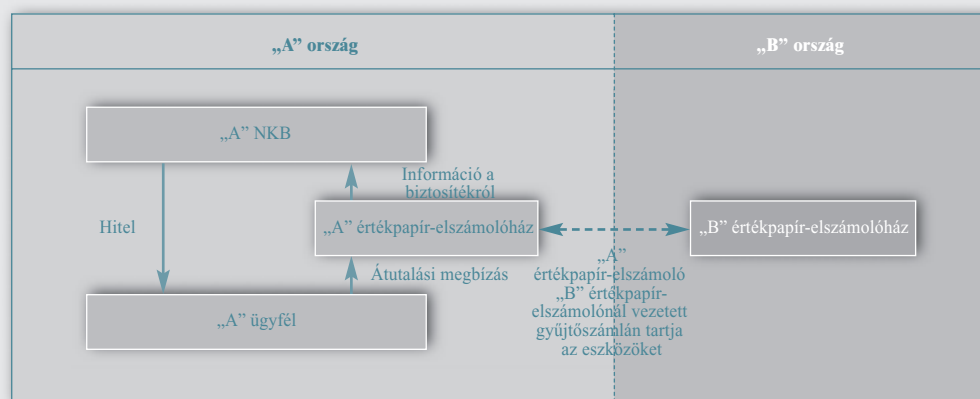 „A” ország
„B” ország
„A” NKB
Információ a
biztosítékról
Hitel
„A” értékpapír-elszámolóház
„B” értékpapír-elszámolóház
Átutalási megbízás
„A”
értékpapír-elszámoló
„B” értékpapír-
elszámolónál vezetett
gyűjtőszámlán tartja
az eszközöket
„A” ügyfél